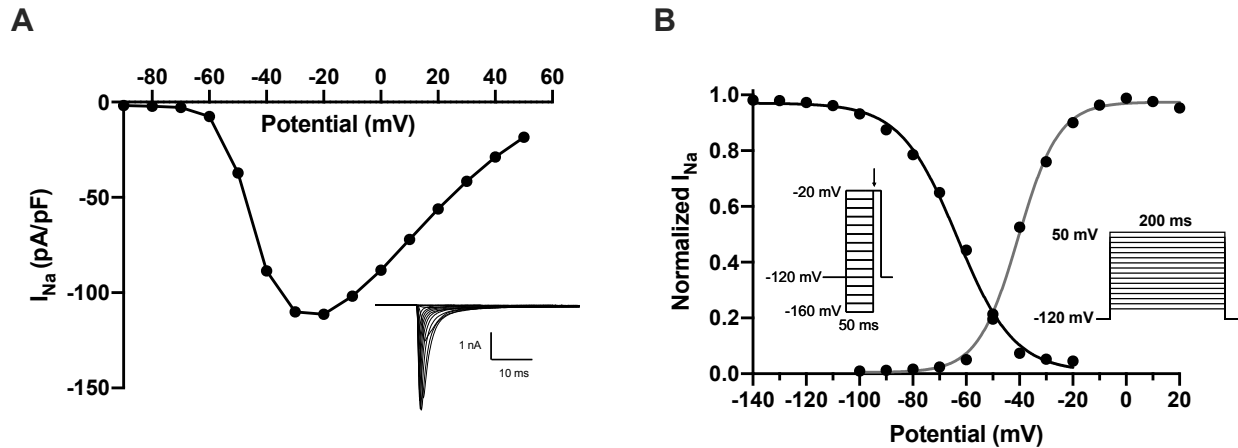 A
-80 -60 -40 -20 0 20 40 60
0
Potential (mV)
-50
-100
-150
I_Na (pA/pF)
1 nA
10 ms
B
1.0
0.8
0.6
0.4
0.2
0.0
Normalized I_Na
-20 mV
-120 mV
-160 mV
50 ms
200 ms
50 mV
-120 mV
-140 -120 -100 -80 -60 -40 -20 0 20
Potential (mV)